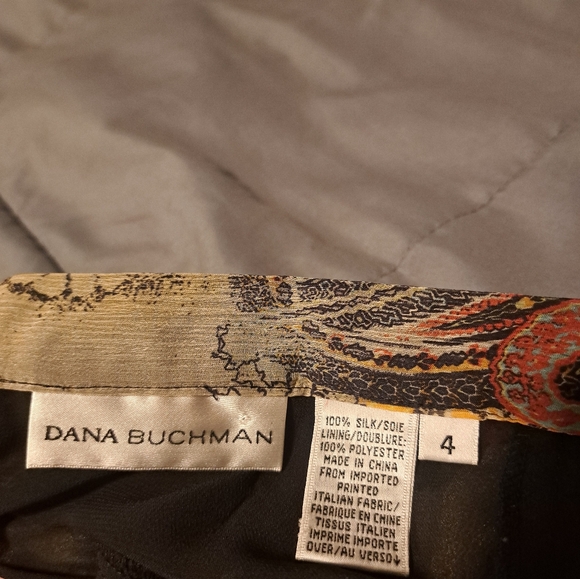 DANA BUCHMAN
100% SILK/SOIE
LINING/DOUBLURE:
100% POLYESTER
MADE IN CHINA
FROM IMPORTED
PRINTED
ITALIAN FABRIC/
FABRIQUE EN CHINE
TISSUS ITALIEN
IMPRIME IMPORTE
OVER/AU VERSO↓
4